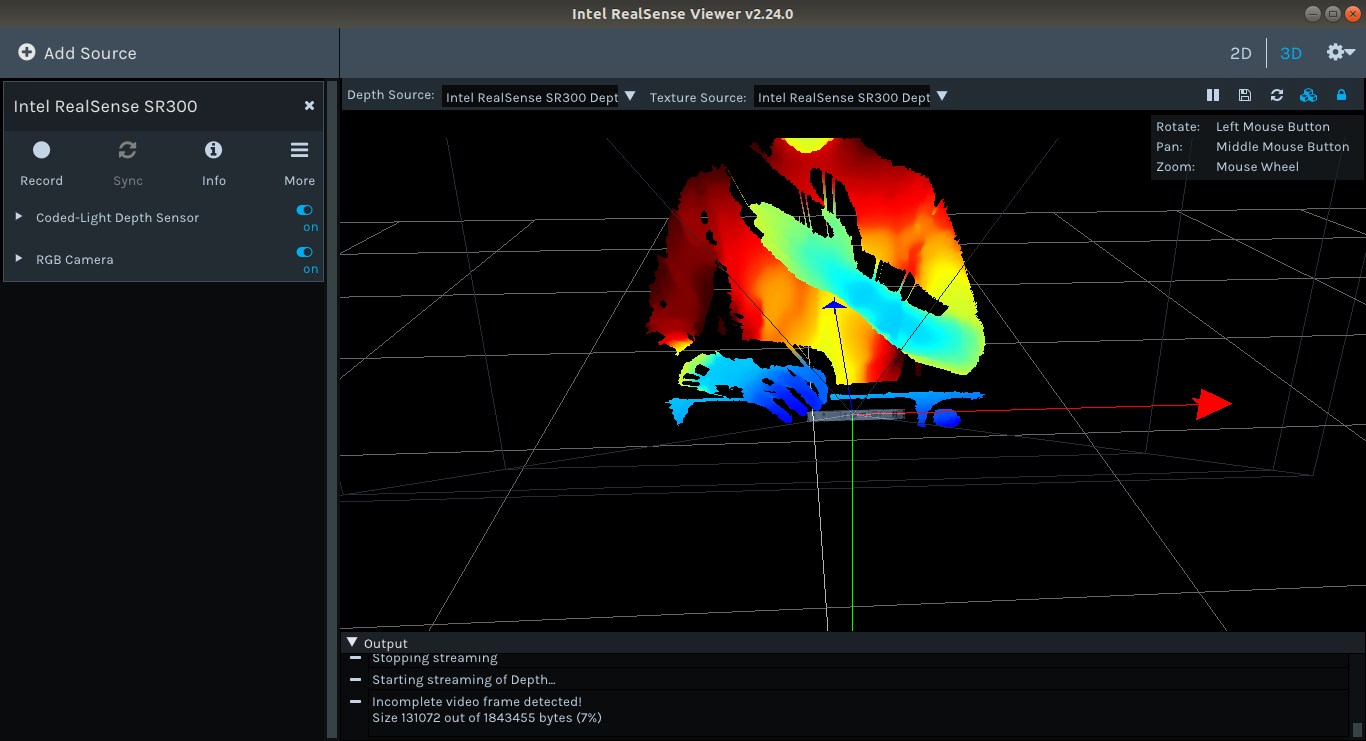 Intel RealSense Viewer v2.24.0
Add Source
2D
3D
Intel RealSense SR300
Record
Sync
Info
More
Coded-Light Depth Sensor
on
RGB Camera
on
Depth Source:
Intel RealSense SR300 Dept
Texture Source:
Intel RealSense SR300 Dept
Rotate: Left Mouse Button
Pan: Middle Mouse Button
Zoom: Mouse Wheel
Output
Stopping streaming
Starting streaming of Depth...
Incomplete video frame detected!
Size 131072 out of 1843455 bytes (7%)